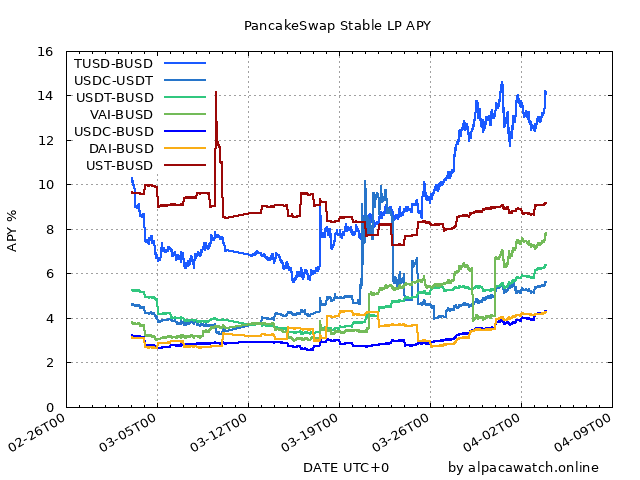 PancakeSwap Stable LP APY
16
14
12
10
8
6
4
2
0
APY %
TUSD-BUSD
USDC-USDT
USDT-BUSD
VAI-BUSD
USDC-BUSD
DAI-BUSD
UST-BUSD
02-26T00
03-05T00
03-12T00
03-19T00
03-26T00
04-02T00
04-09T00
DATE UTC+0
by alpacawatch.online